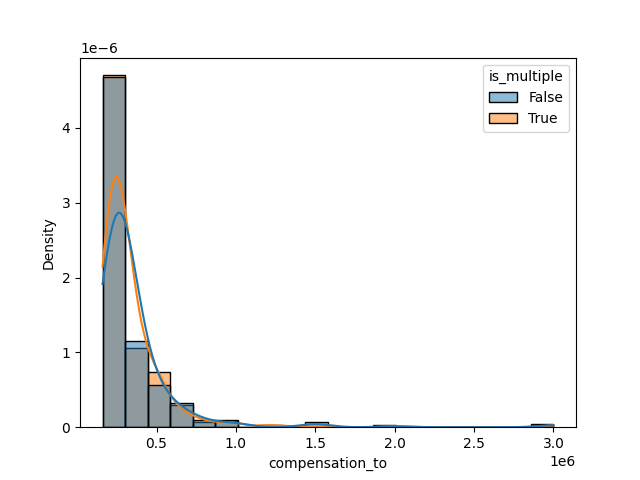 1e−6
is_multiple
False
True
4
3
2
1
0
Density
0.5
1.0
1.5
2.0
2.5
3.0
compensation_to
1e6